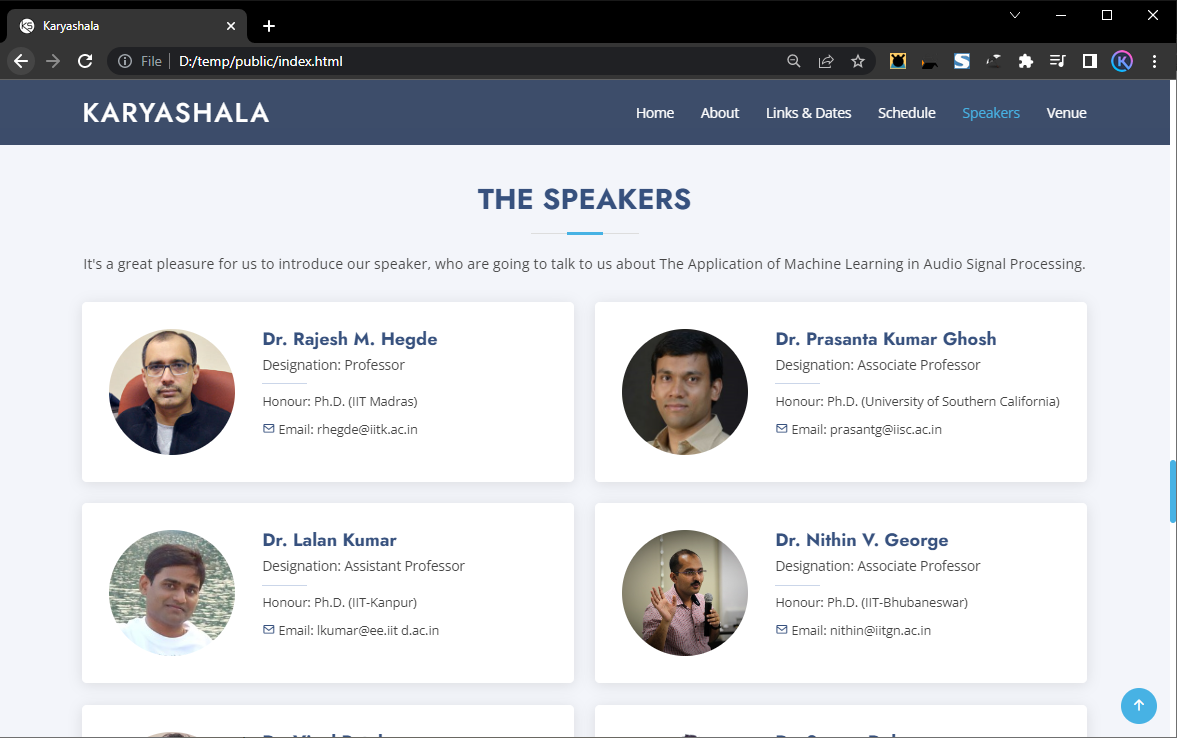 Karyashala
File D:/temp/public/index.html
KARYASHALA
Home About Links & Dates Schedule Speakers Venue
THE SPEAKERS
It's a great pleasure for us to introduce our speaker, who are going to talk to us about The Application of Machine Learning in Audio Signal Processing.
Dr. Rajesh M. Hegde
Designation: Professor
Honour: Ph.D. (IIT Madras)
Email: rhegde@iitk.ac.in
Dr. Prasanta Kumar Ghosh
Designation: Associate Professor
Honour: Ph.D. (University of Southern California)
Email: prasantg@iisc.ac.in
Dr. Lalan Kumar
Designation: Assistant Professor
Honour: Ph.D. (IIT-Kanpur)
Email: lkumar@ee.iit d.ac.in
Dr. Nithin V. George
Designation: Associate Professor
Honour: Ph.D. (IIT-Bhubaneswar)
Email: nithin@iitgn.ac.in